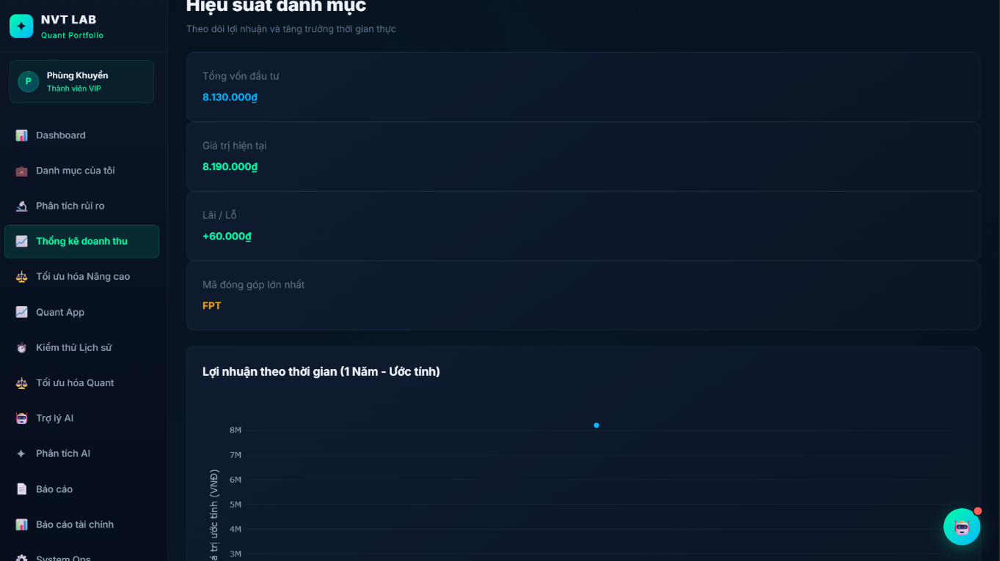 NVT LAB
Quant Portfolio
P
Phùng Khuyển
Thành viên VIP
Dashboard
Danh mục của tôi
Phân tích rủi ro
Thống kê doanh thu
Tối ưu hóa Nâng cao
Quant App
Kiểm thử Lịch sử
Tối ưu hóa Quant
Trợ lý AI
Phân tích AI
Báo cáo
Báo cáo tài chính
System Ops
Hiệu suất danh mục
Theo dõi lợi nhuận và tăng trưởng thời gian thực
Tổng vốn đầu tư
8.130.000₫
Giá trị hiện tại
8.190.000₫
Lãi / Lỗ
+60.000₫
Mã đóng góp lớn nhất
FPT
Lợi nhuận theo thời gian (1 Năm - Ước tính)
8M
7M
6M
5M
4M
3M
trị ước tính (VNĐ)